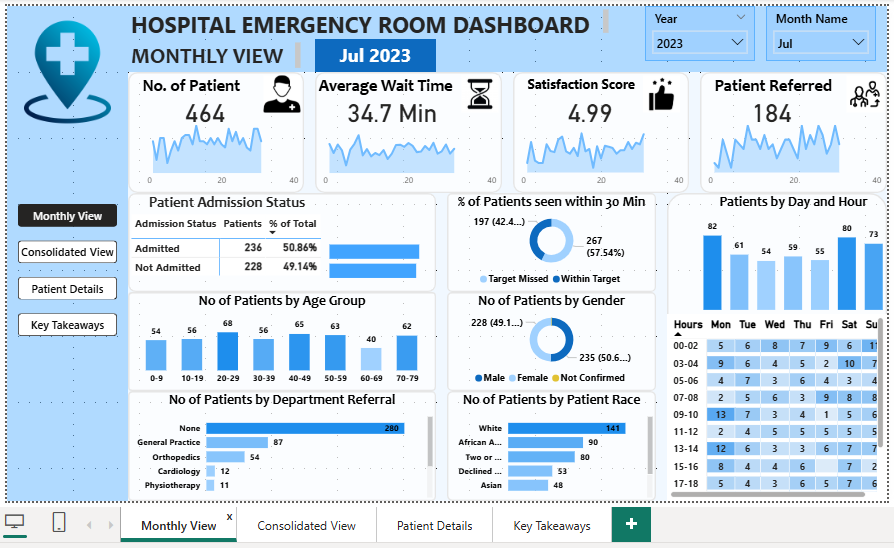 HOSPITAL EMERGENCY ROOM DASHBOARD
MONTHLY VIEW
Jul 2023
Year
2023
Month Name
Jul
No. of Patient
464
0 20 40
Average Wait Time
34.7 Min
0 20 40
Satisfaction Score
4.99
0 20 40
Patient Referred
184
0 20 40
Monthly View
Consolidated View
Patient Details
Key Takeaways
Patient Admission Status
Admission Status Patients % of Total
Admitted 236 50.86%
Not Admitted 228 49.14%
% of Patients seen within 30 Min
197 (42.4...)
267
(57.54%)
Target Missed Within Target
Patients by Day and Hour
82 61 54 59 55 80 73
Hours Mon Tue Wed Thu Fri Sat Su
00-02 5 6 8 7 9 6 11
03-04 9 6 4 5 2 10 7
05-06 4 7 3 6 4 3 4
07-08 2 5 6 3 9 8 8
09-10 13 7 3 4 1 5 6
11-12 2 4 5 5 5 5 5
13-14 12 6 3 3 6 7 7
15-16 8 4 4 6 7 2
17-18 5 4 3 6 7 5 5
No of Patients by Age Group
54 56 68 56 65 63 40 62
0-9 10-19 20-29 30-39 40-49 50-59 60-69 70-79
No of Patients by Gender
228 (49.1...)
235 (50.6...)
Male Female Not Confirmed
No of Patients by Department Referral
None 280
General Practice 87
Orthopedics 54
Cardiology 12
Physiotherapy 11
No of Patients by Patient Race
White 141
African A... 90
Two or ... 80
Declined ... 53
Asian 48
Monthly View x
Consolidated View
Patient Details
Key Takeaways
+